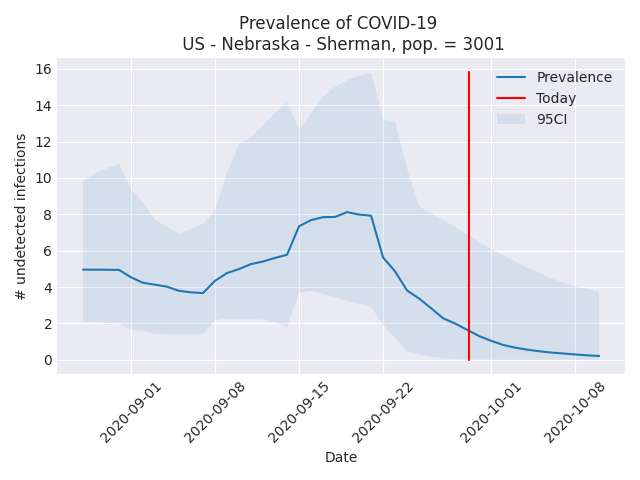 Prevalence of COVID-19
US - Nebraska - Sherman, pop. = 3001
# undetected infections
16
14
12
10
8
6
4
2
0
Prevalence
Today
95CI
2020-09-01
2020-09-08
2020-09-15
2020-09-22
2020-10-01
2020-10-08
Date